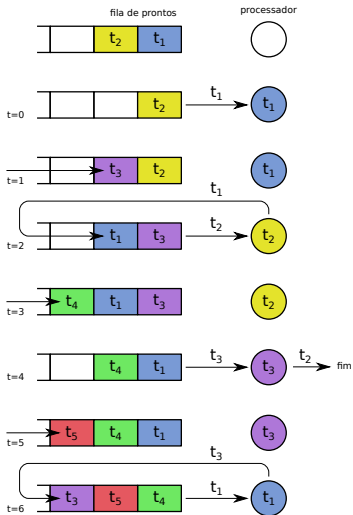 fila de prontos processador
t2 t1
t1
t=0 t2 t1
t=1 t3 t2 t1
t1
t2
t=2 t1 t3 t2
t=3 t4 t1 t3 t2
t3 t2
t=4 t4 t1 t3 fim
t=5 t5 t4 t1 t3
t3
t1
t=6 t3 t5 t4 t1